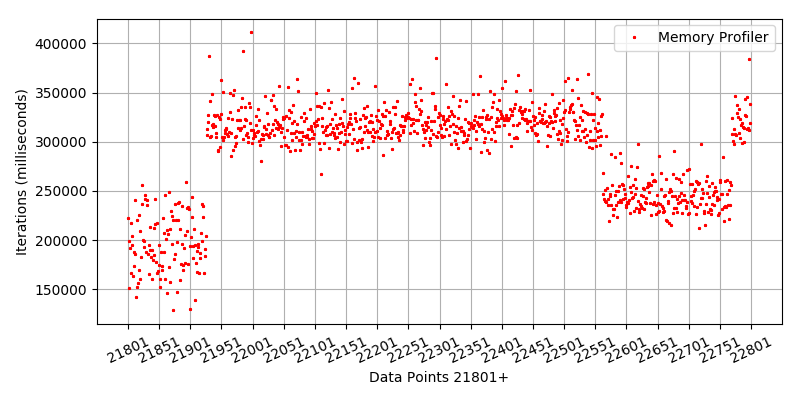 Memory Profiler
400000
350000
300000
250000
200000
150000
Iterations (milliseconds)
21801 21851 21901 21951 22001 22051 22101 22151 22201 22251 22301 22351 22401 22451 22501 22551 22601 22651 22701 22751 22801
Data Points 21801+